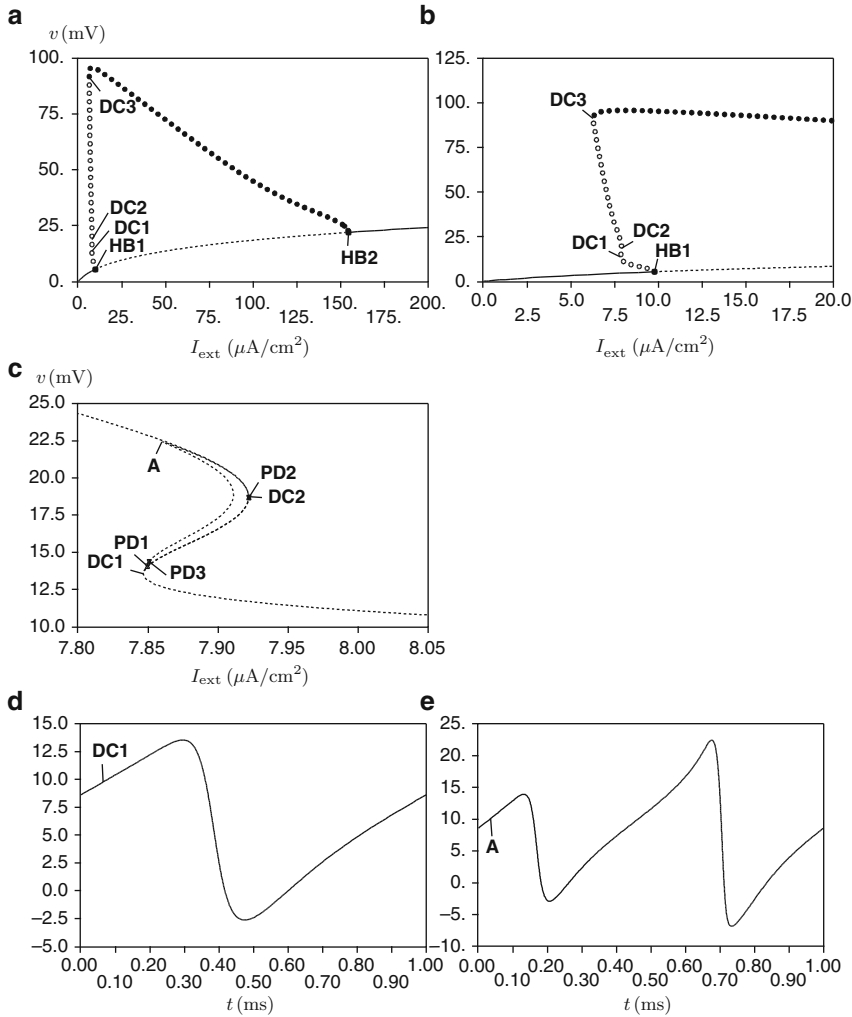 a
v (mV)
100.
75.
50.
25.
0.
DC3
DC2
DC1
HB1
HB2
0. 50. 100. 150. 200.
25. 75. 125. 175.
I_ext (μA/cm²)
b
125.
100.
75.
50.
25.
0.
DC3
DC2
DC1
HB1
0.0 5.0 10.0 15.0 20.0
2.5 7.5 12.5 17.5
I_ext (μA/cm²)
c
v (mV)
25.0
22.5
20.0
17.5
15.0
12.5
10.0
A
PD2
DC2
PD1
DC1
PD3
7.80 7.85 7.90 7.95 8.00 8.05
I_ext (μA/cm²)
d
15.0
12.5
10.0
7.5
5.0
2.5
0.0
−2.5
−5.0
DC1
0.00 0.20 0.40 0.60 0.80 1.00
0.10 0.30 0.50 0.70 0.90
t (ms)
e
25.
20.
15.
10.
5.
0.
−5.
−10.
A
0.00 0.20 0.40 0.60 0.80 1.00
0.10 0.30 0.50 0.70 0.90
t (ms)